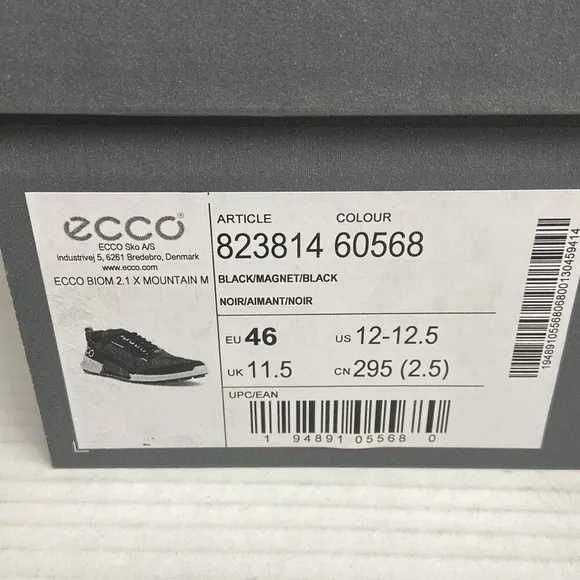 ecco®
ECCO Sko A/S
Industrivej 5, 6261 Bredebro, Denmark
www.ecco.com
ECCO BIOM 2.1 X MOUNTAIN M
ARTICLE COLOUR
823814 60568
BLACK/MAGNET/BLACK
NOIR/AIMANT/NOIR
EU 46 US 12-12.5
UK 11.5 CN 295 (2.5)
UPC/EAN
1 94891 05568 0
194891055680680013045941​4